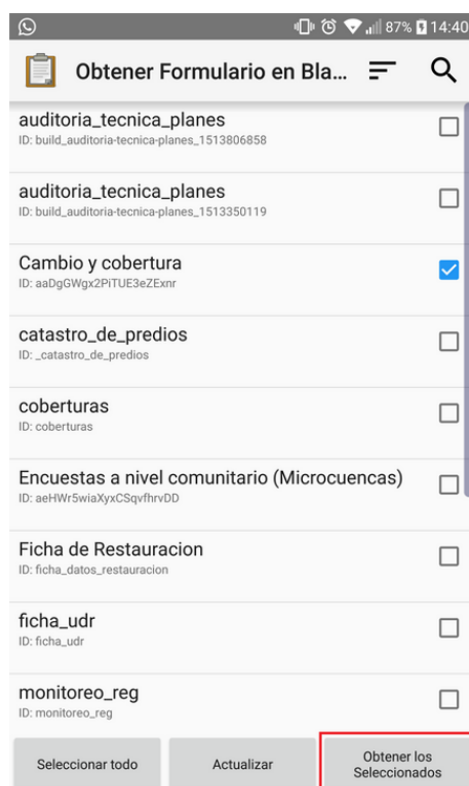 87% 14:40
Obtener Formulario en Bla...
auditoria_tecnica_planes
ID: build_auditoria-tecnica-planes_1513806858
auditoria_tecnica_planes
ID: build_auditoria-tecnica-planes_1513350119
Cambio y cobertura
ID: aaDgGWgx2PiTUE3eZExnr
catastro_de_predios
ID: _catastro_de_predios
coberturas
ID: coberturas
Encuestas a nivel comunitario (Microcuencas)
ID: aeHWr5wiaXyxCSqvfhrvDD
Ficha de Restauracion
ID: ficha_datos_restauracion
ficha_udr
ID: ficha_udr
monitoreo_reg
ID: monitoreo_reg
Seleccionar todo
Actualizar
Obtener los
Seleccionados